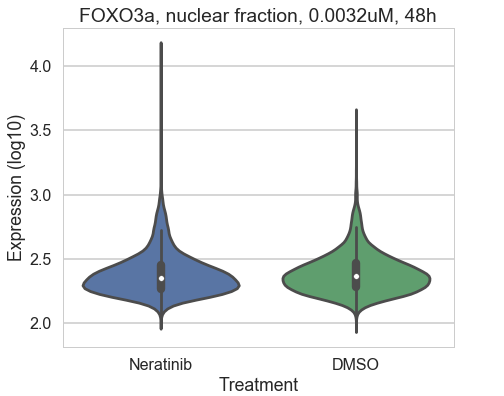 FOXO3a, nuclear fraction, 0.0032uM, 48h
Expression (log10)
4.0
3.5
3.0
2.5
2.0
Neratinib
DMSO
Treatment